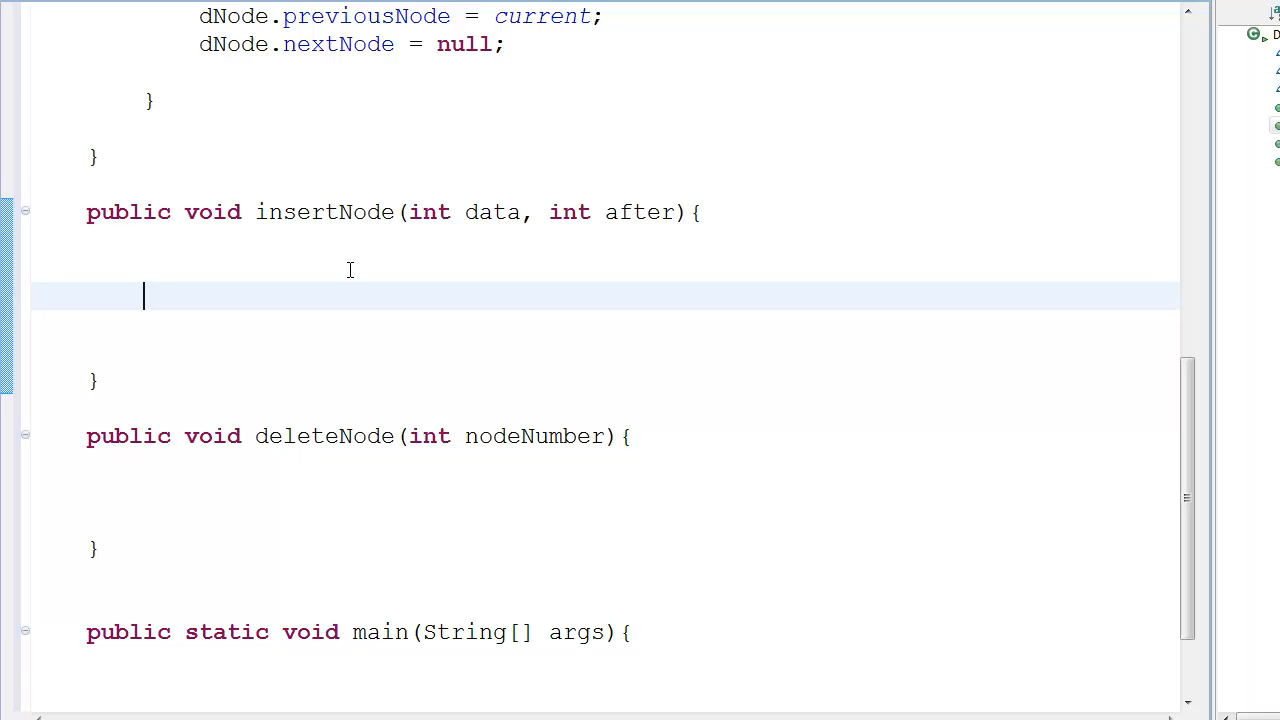 dNode.previousNode = current;
dNode.nextNode = null;
}
}
public void insertNode(int data, int after){
}
public void deleteNode(int nodeNumber){
}
public static void main(String[] args){